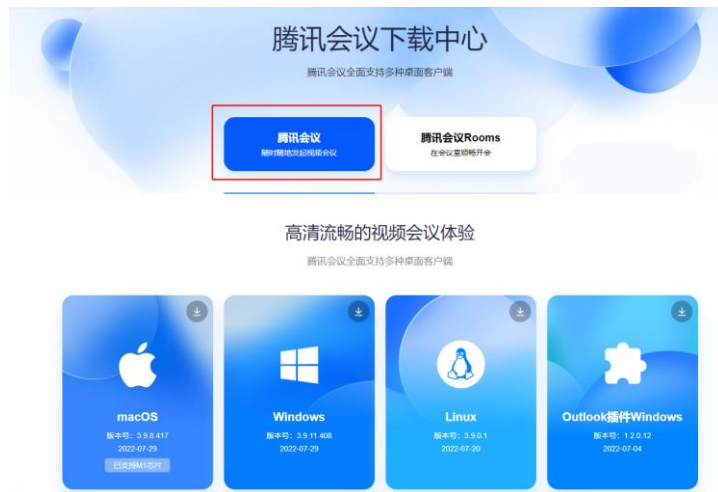 腾讯会议下载中心
腾讯会议全面支持多种桌面客户端
腾讯会议
随时随地发起视频会议
腾讯会议Rooms
在会议室顺畅开会
高清流畅的视频会议体验
腾讯会议全面支持多种桌面客户端
macOS
版本号：3.9.8.417
2022-07-29
已支持M1芯片
Windows
版本号：3.9.11.408
2022-07-29
Linux
版本号：3.9.0.1
2022-07-20
Outlook插件Windows
版本号：1.2.0.12
2022-07-04